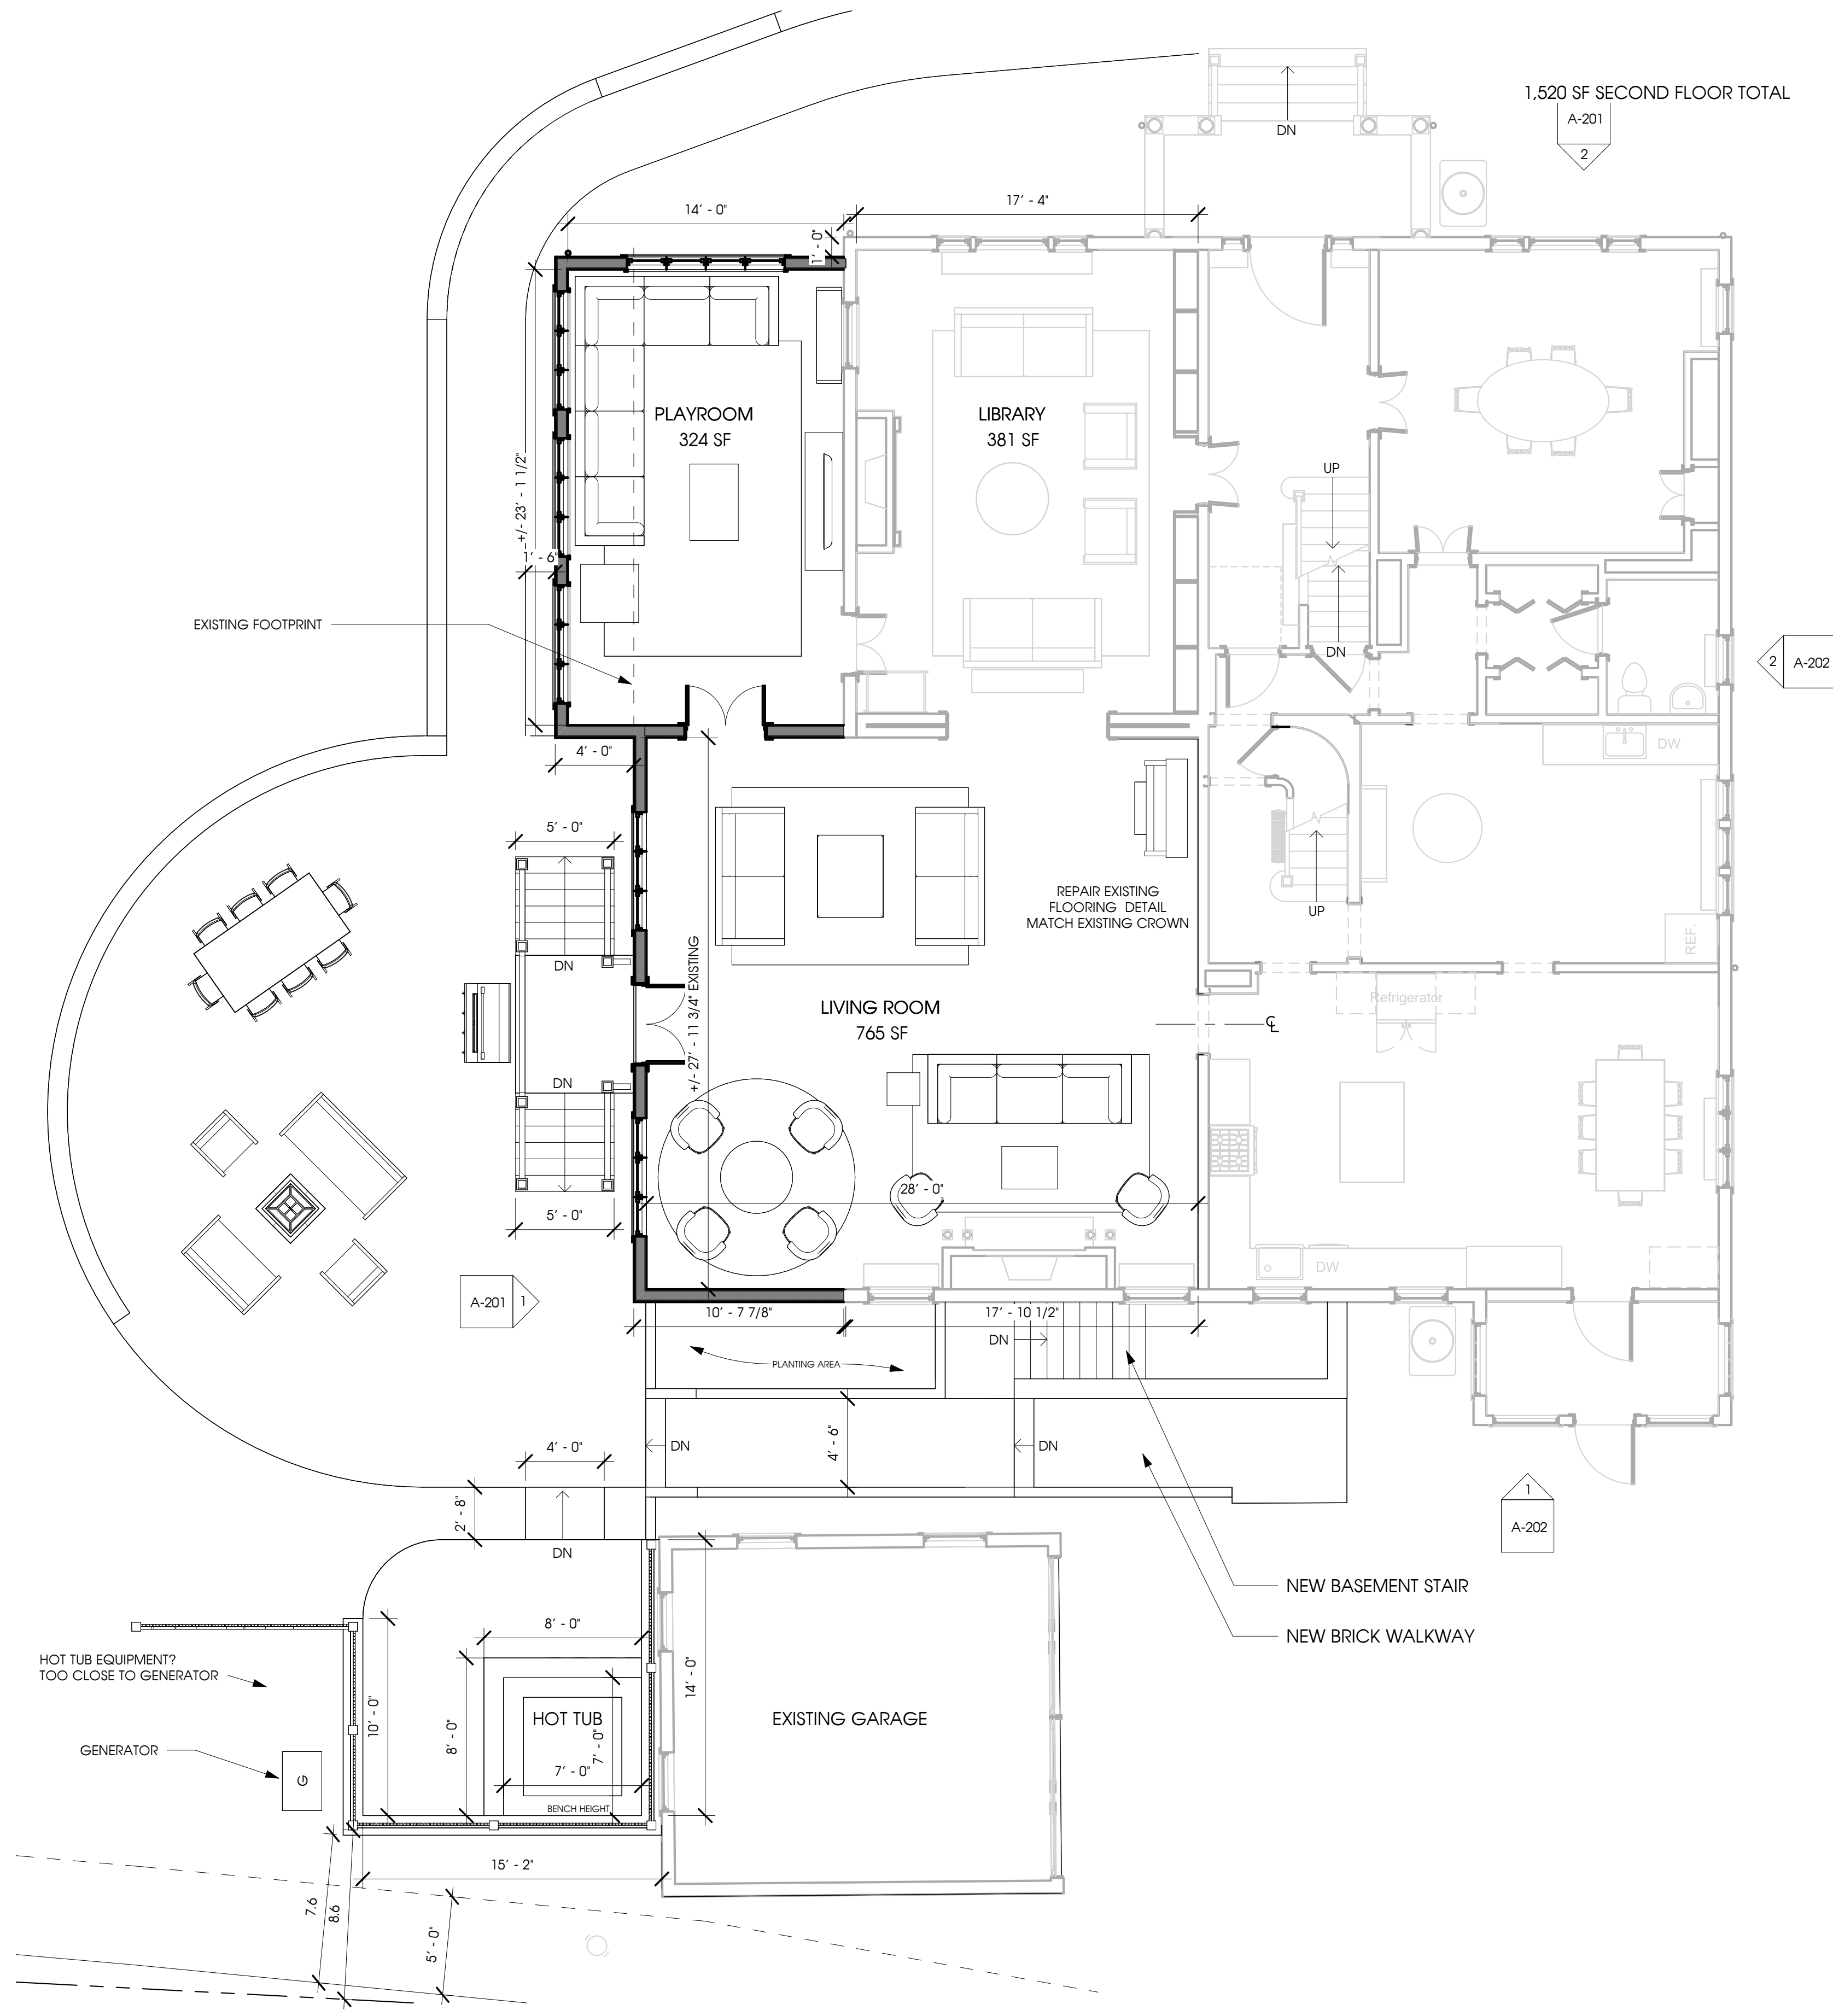 1,520 SF SECOND FLOOR TOTAL
A-201
2
DN
14' - 0"
17' - 4"
1' - 0"
PLAYROOM
324 SF
LIBRARY
381 SF
+/- 23' - 1 1/2"
1' - 6"
UP
DN
EXISTING FOOTPRINT
2
A-202
4' - 0"
DW
5' - 0"
REPAIR EXISTING
FLOORING DETAIL
MATCH EXISTING CROWN
UP
REF.
DN
+/- 27' - 11 3/4" EXISTING
Refrigerator
LIVING ROOM
765 SF
CL
DN
28' - 0"
5' - 0"
DW
A-201
1
10' - 7 7/8"
17' - 10 1/2"
DN
PLANTING AREA
4' - 6"
4' - 0"
DN
DN
2' - 8"
DN
1
A-202
NEW BASEMENT STAIR
NEW BRICK WALKWAY
8' - 0"
HOT TUB EQUIPMENT?
TOO CLOSE TO GENERATOR
10' - 0"
8' - 0"
14' - 0"
HOT TUB
7' - 0"
EXISTING GARAGE
GENERATOR
G
7' - 0"
BENCH HEIGHT
15' - 2"
7.6
8.6
5' - 0"